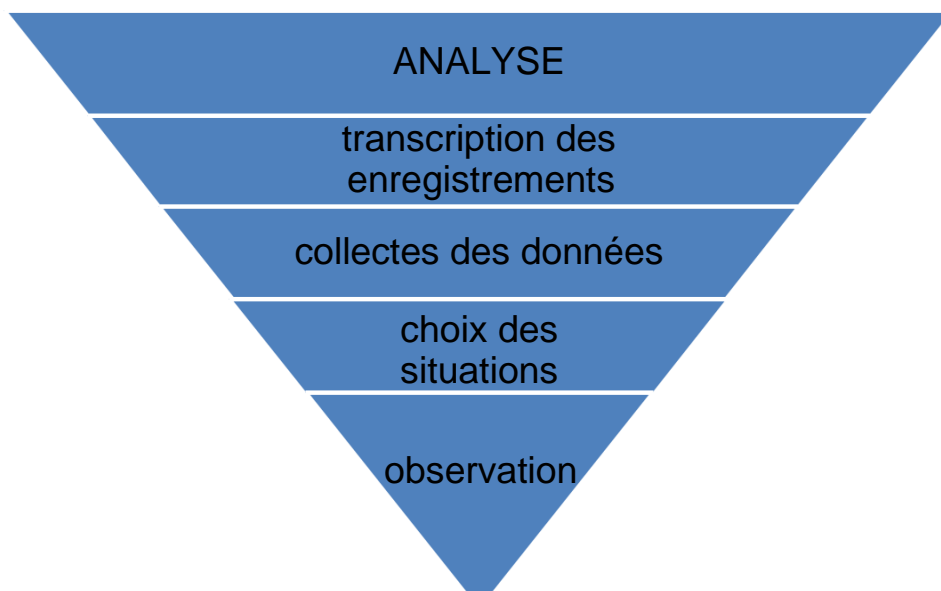 ANALYSE
transcription des
enregistrements
collectes des données
choix des
situations
observation